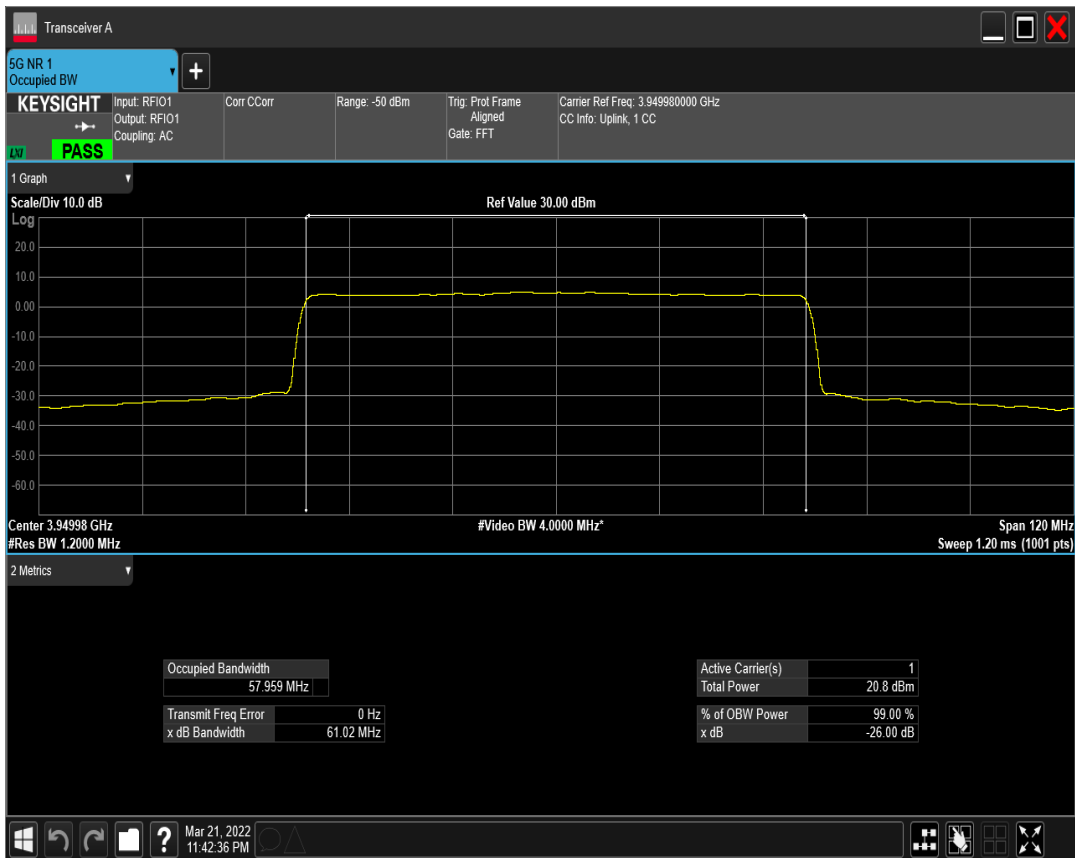 Transceiver A
5G NR 1
Occupied BW
+
KEYSIGHT
LXI
PASS
Input: RFIO1
Output: RFIO1
Coupling: AC
Corr CCorr
Range: -50 dBm
Trig: Prot Frame
Aligned
Gate: FFT
Carrier Ref Freq: 3.949980000 GHz
CC Info: Uplink, 1 CC
1 Graph
Scale/Div 10.0 dB
Ref Value 30.00 dBm
Log
20.0
10.0
0.00
-10.0
-20.0
-30.0
-40.0
-50.0
-60.0
Center 3.94998 GHz
#Video BW 4.0000 MHz*
Span 120 MHz
#Res BW 1.2000 MHz
Sweep 1.20 ms (1001 pts)
2 Metrics
Occupied Bandwidth
57.959 MHz
Transmit Freq Error 0 Hz
x dB Bandwidth 61.02 MHz
Active Carrier(s) 1
Total Power 20.8 dBm
% of OBW Power 99.00 %
x dB -26.00 dB
?
Mar 21, 2022
11:42:36 PM